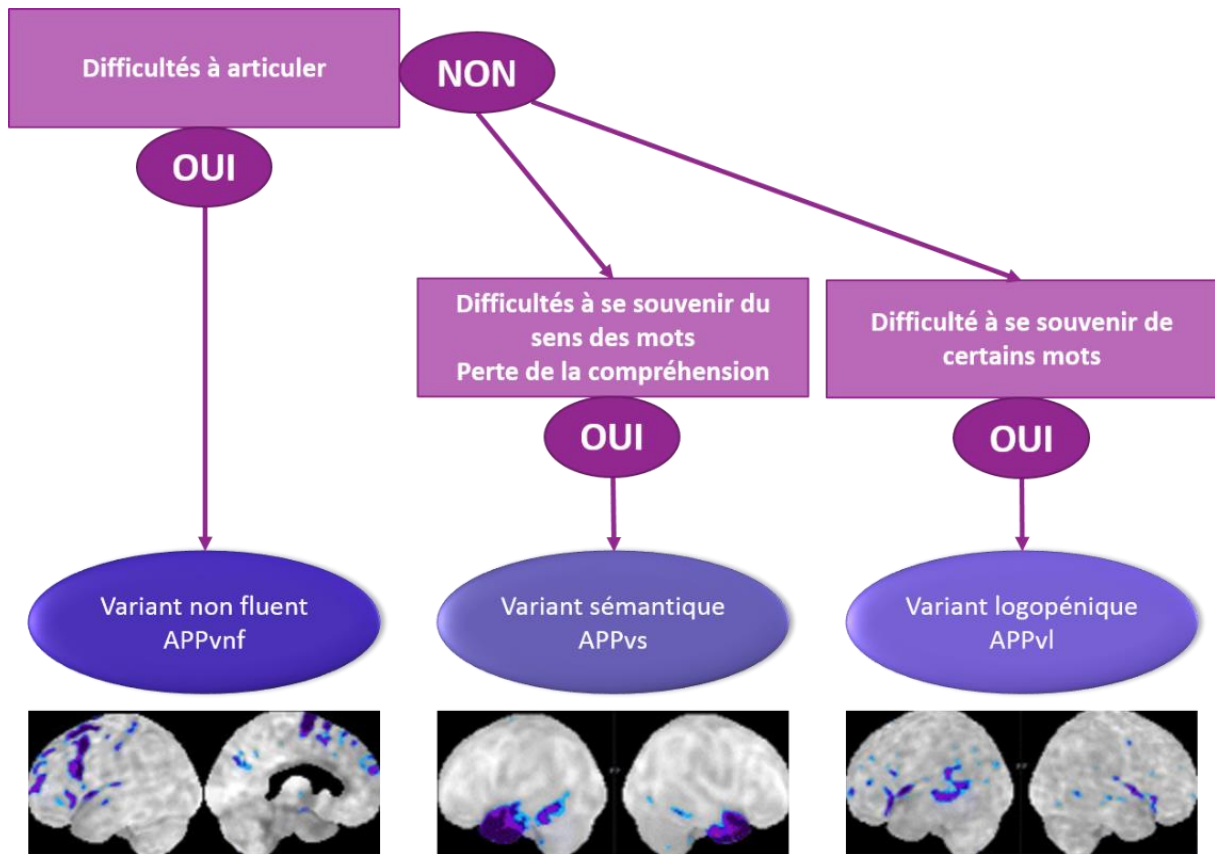 Difficultés à articuler
NON
OUI
Difficultés à se souvenir du
sens des mots
Perte de la compréhension
Difficulté à se souvenir de
certains mots
OUI
OUI
Variant non fluent
APPvnf
Variant sémantique
APPvs
Variant logopénique
APPvl